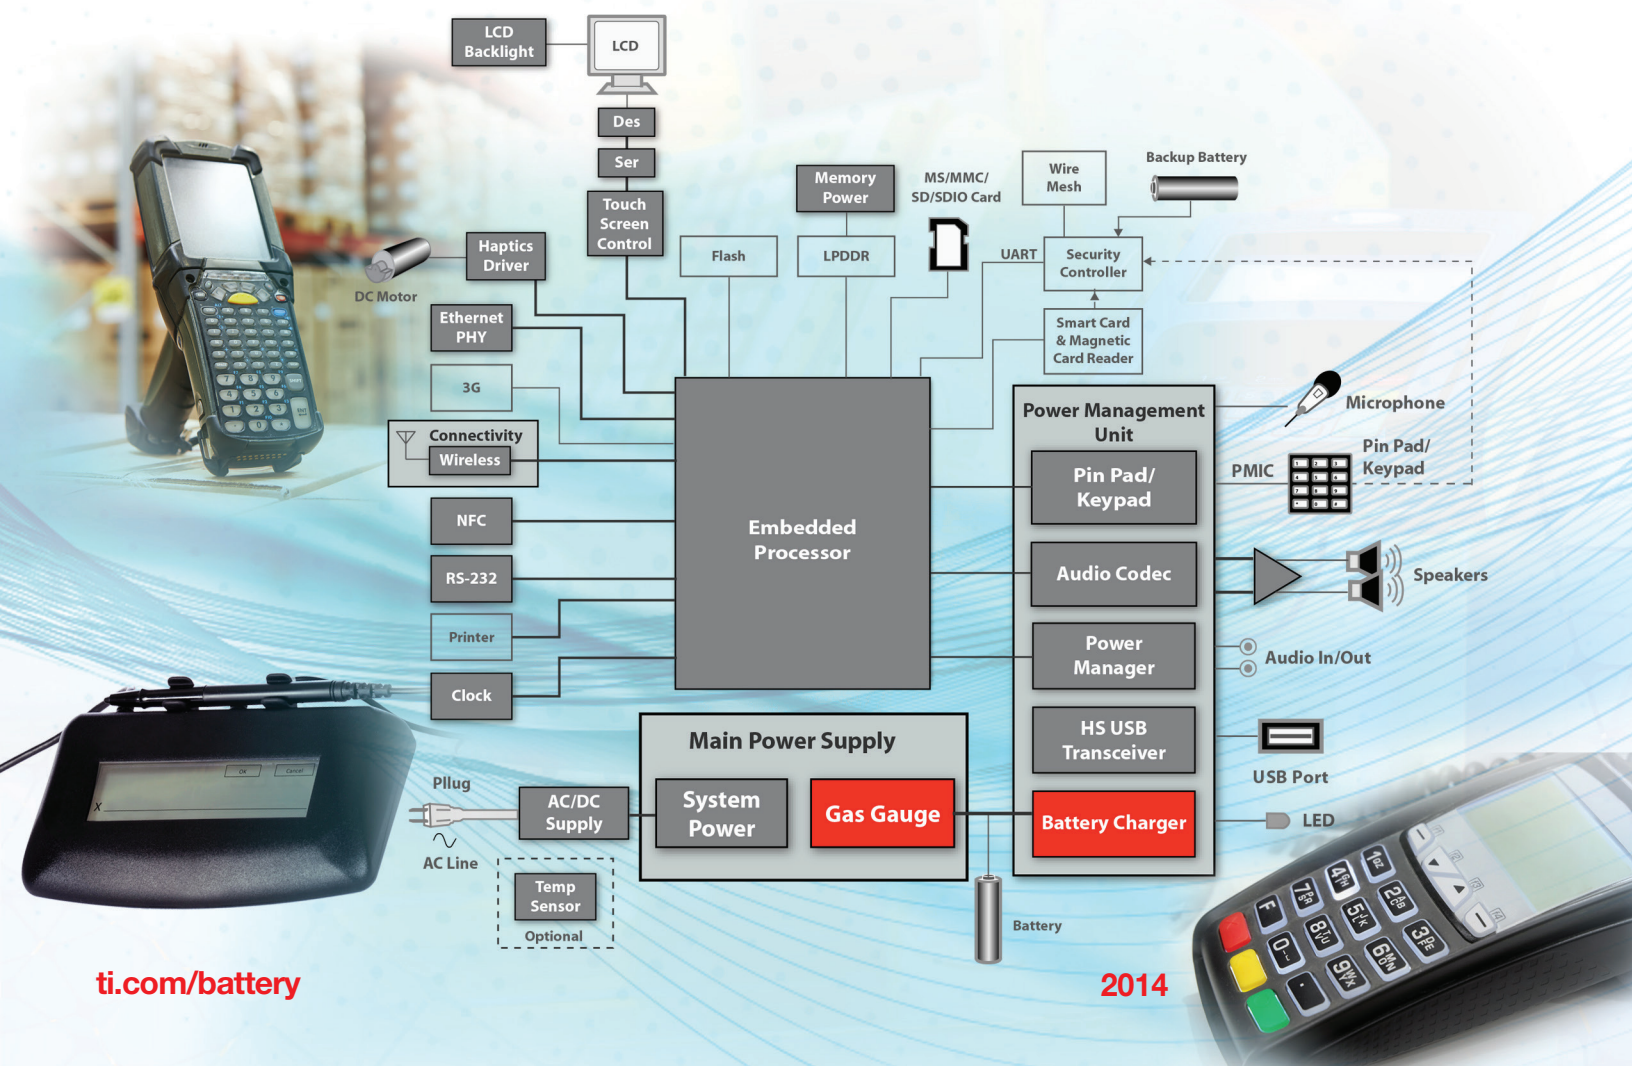 LCD
Backlight
LCD
Des
Ser
Touch
Screen
Control
Haptics
Driver
DC Motor
Ethernet
PHY
3G
Connectivity
Wireless
NFC
RS-232
Printer
Clock
Flash
Memory
Power
LPDDR
MS/MMC/
SD/SDIO Card
Wire
Mesh
Backup Battery
UART
Security
Controller
Smart Card
& Magnetic
Card Reader
Embedded
Processor
Power Management
Unit
Pin Pad/
Keypad
Audio Codec
Power
Manager
HS USB
Transceiver
Battery Charger
Microphone
PMIC
Pin Pad/
Keypad
Speakers
Audio In/Out
USB Port
LED
Main Power Supply
System
Power
Gas Gauge
Pllug
AC Line
AC/DC
Supply
Temp
Sensor
Optional
Battery
OK
Cancel
X
ti.com/battery
2014